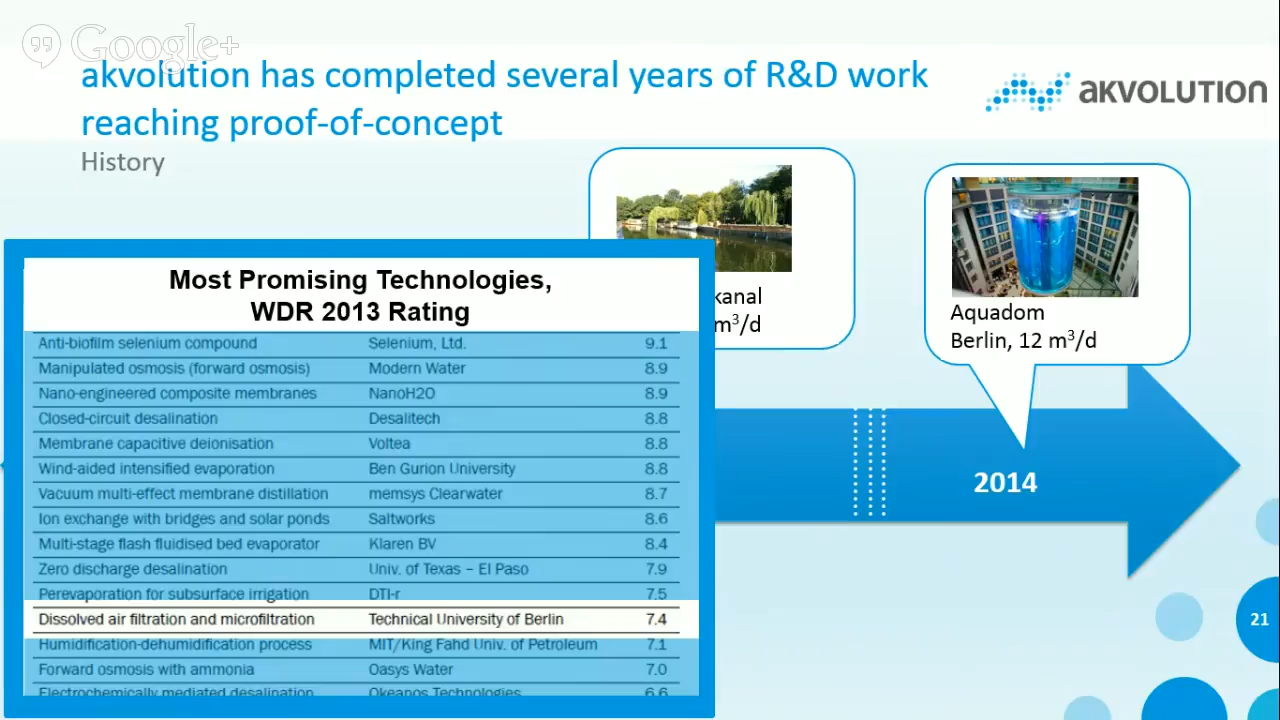 Google+
akvolution has completed several years of R&D work
reaching proof-of-concept
AKVOLUTION
History
Most Promising Technologies,
WDR 2013 Rating
Anti-biofilm selenium compound Selenium, Ltd. 9.1
Manipulated osmosis (forward osmosis) Modern Water 8.9
Nano-engineered composite membranes NanoH2O 8.9
Closed-circuit desalination Desalitech 8.8
Membrane capacitive deionisation Voltea 8.8
Wind-aided intensified evaporation Ben Gurion University 8.8
Vacuum multi-effect membrane distillation memsys Clearwater 8.7
Ion exchange with bridges and solar ponds Saltworks 8.6
Multi-stage flash fluidised bed evaporator Klaren BV 8.4
Zero discharge desalination Univ. of Texas – El Paso 7.9
Perevaporation for subsurface irrigation DTI-r 7.5
Dissolved air filtration and microfiltration Technical University of Berlin 7.4
Humidification-dehumidification process MIT/King Fahd Univ. of Petroleum 7.1
Forward osmosis with ammonia Oasys Water 7.0
Electrochemically mediated desalination Okeanos Technologies 6.6
kanal
m³/d
Aquadom
Berlin, 12 m³/d
2014
21